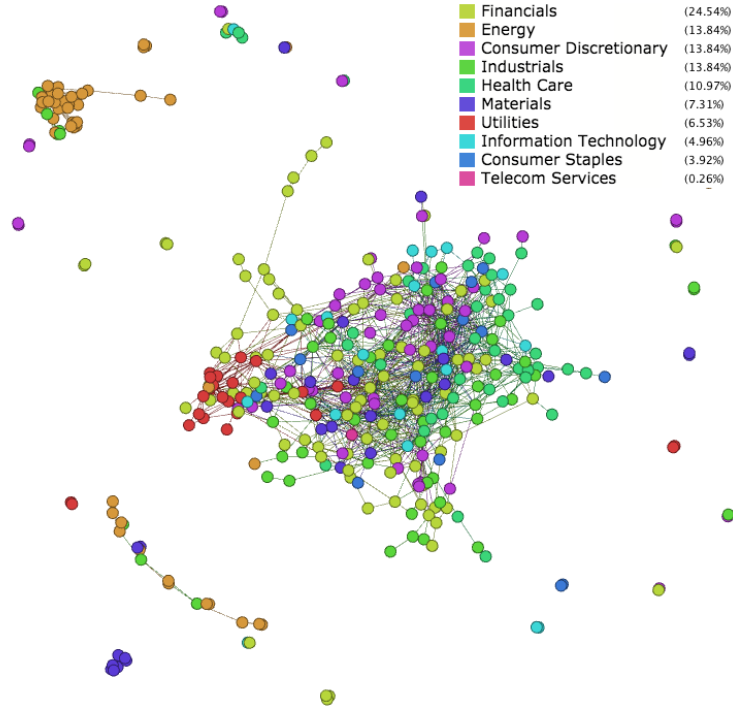 Financials (24.54%)
Energy (13.84%)
Consumer Discretionary (13.84%)
Industrials (13.84%)
Health Care (10.97%)
Materials (7.31%)
Utilities (6.53%)
Information Technology (4.96%)
Consumer Staples (3.92%)
Telecom Services (0.26%)